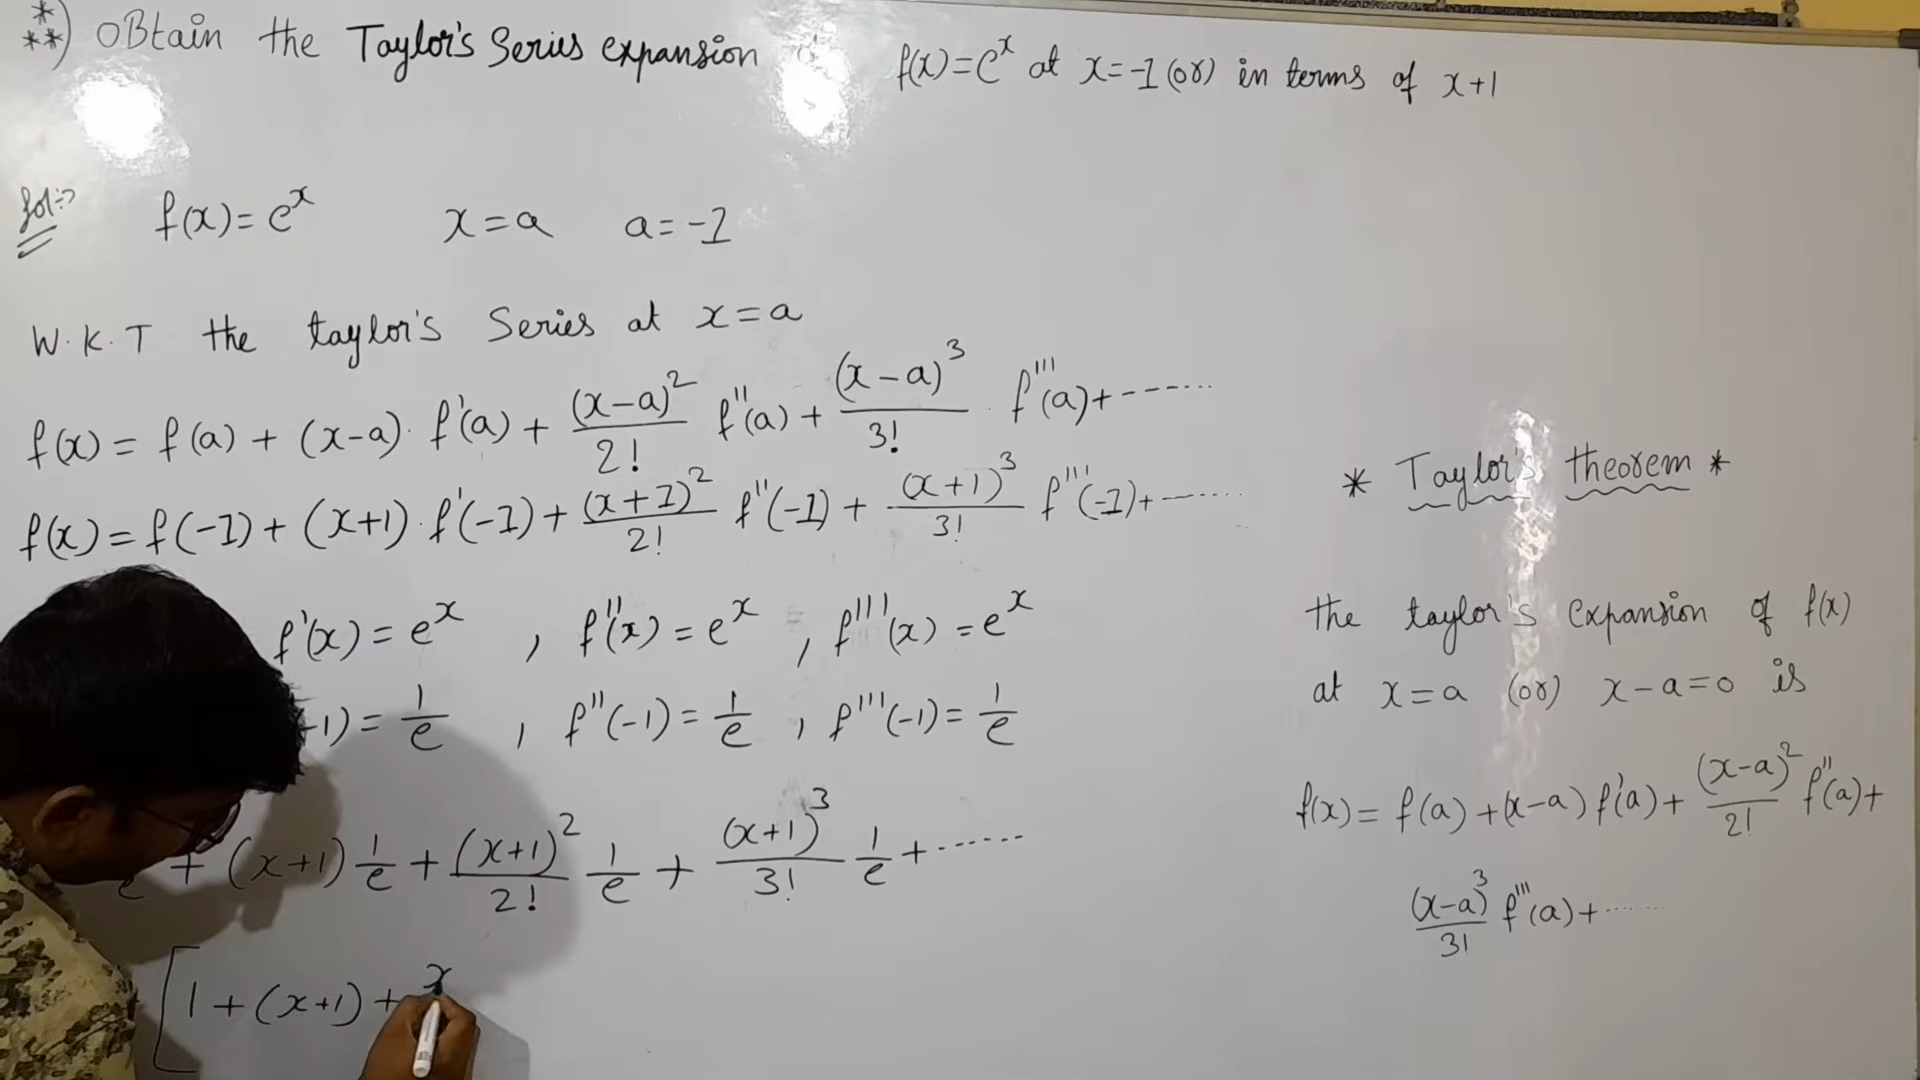 ***) OBtain the Taylor's Series expansion f(x)=e^x at x=-1 (or) in terms of x+1
Sol:- f(x)=e^x x=a a=-1
W.K.T the taylor's Series at x=a
f(x) = f(a) + (x-a)· f'(a) + (x-a)^2/2! f''(a) + (x-a)^3/3! · f'''(a)+-------
f(x) = f(-1) + (x+1)· f'(-1) + (x+1)^2/2! f''(-1) + (x+1)^3/3! f'''(-1)+-------
f'(x) = e^x , f''(x) = e^x , f'''(x) = e^x
-1) = 1/e , f''(-1) = 1/e , f'''(-1) = 1/e
e + (x+1) 1/e + (x+1)^2/2! 1/e + (x+1)^3/3! 1/e + ......
[1 + (x+1) + x
* Taylor's theorem *
the taylor's expansion of f(x)
at x=a (or) x-a=0 is
f(x) = f(a) + (x-a) f'(a) + (x-a)^2/2! f''(a) +
(x-a)^3/3! f'''(a) + ........